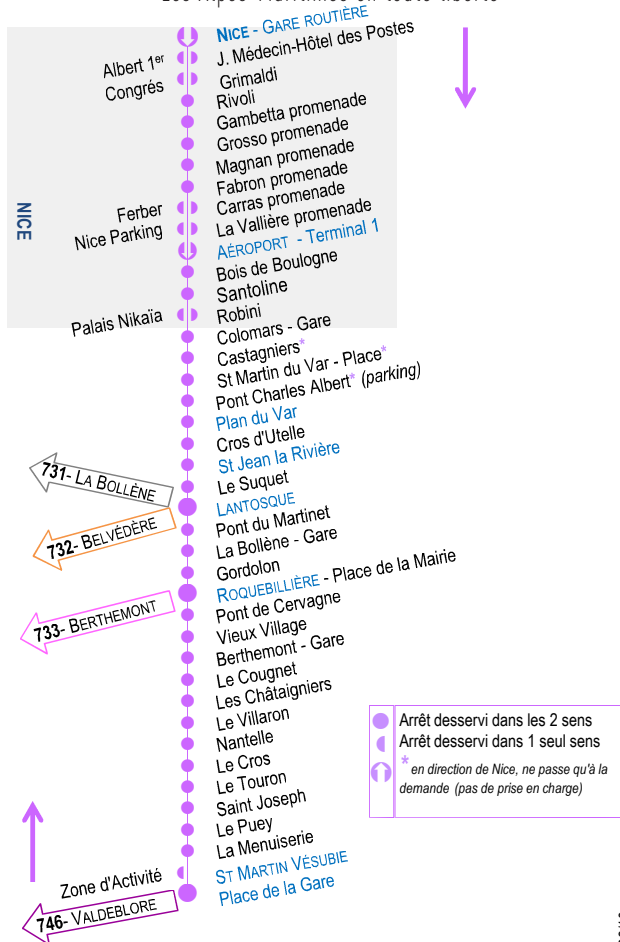 Les Alpes-Maritimes en toute liberté
NICE - GARE ROUTIÈRE
J. Médecin-Hôtel des Postes
Albert 1er
Grimaldi
Congrés
Rivoli
Gambetta promenade
Grosso promenade
Magnan promenade
Fabron promenade
Carras promenade
Ferber
La Vallière promenade
Nice Parking
NICE
AÉROPORT - Terminal 1
Bois de Boulogne
Santoline
Robini
Palais Nikaïa
Colomars - Gare
Castagniers*
St Martin du Var - Place*
Pont Charles Albert* (parking)
Plan du Var
Cros d'Utelle
St Jean la Rivière
Le Suquet
731- LA BOLLÈNE
LANTOSQUE
732- BELVÉDÈRE
Pont du Martinet
La Bollène - Gare
Gordolon
ROQUEBILLIÈRE - Place de la Mairie
733- BERTHEMONT
Pont de Cervagne
Vieux Village
Berthemont - Gare
Le Cougnet
Les Châtaigniers
Le Villaron
Nantelle
Le Cros
Le Touron
Saint Joseph
Le Puey
La Menuiserie
Zone d'Activité
ST MARTIN VÉSUBIE
Place de la Gare
746- VALDEBLORE
Arrêt desservi dans les 2 sens
Arrêt desservi dans 1 seul sens
* en direction de Nice, ne passe qu'à la
demande (pas de prise en charge)